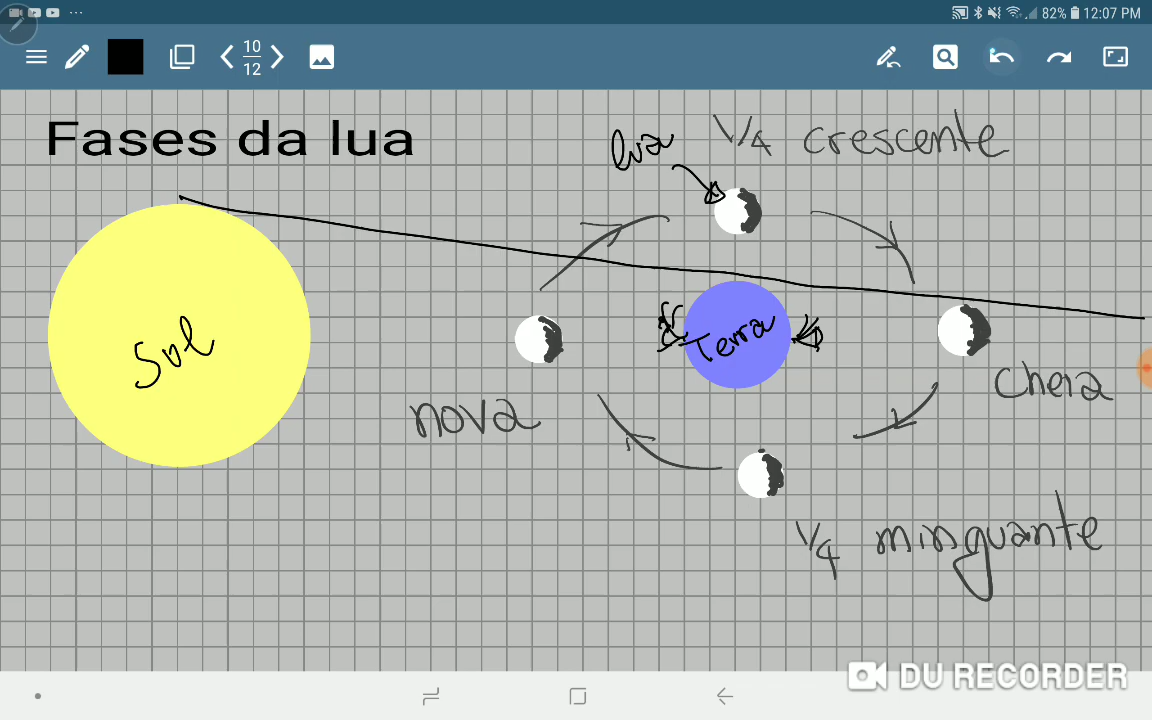 82% 12:07 PM
10
12
Fases da lua
lua
1/4 crescente
Sol
Terra
cheia
nova
1/4 minguante
DU RECORDER